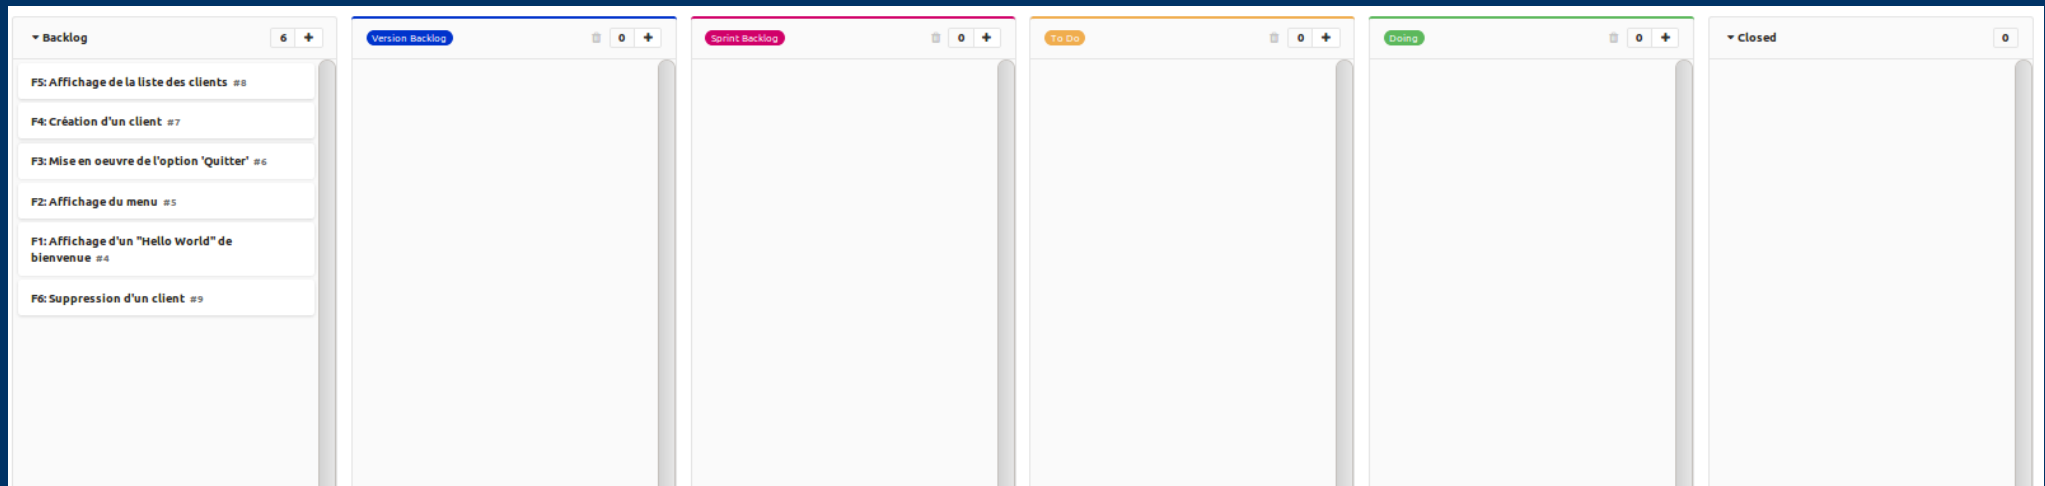 Backlog 6 +
F5: Affichage de la liste des clients #8
F4: Création d'un client #7
F3: Mise en oeuvre de l'option 'Quitter' #6
F2: Affichage du menu #5
F1: Affichage d'un "Hello World" de
bienvenue #4
F6: Suppression d'un client #9
Version Backlog 0 +
Sprint Backlog 0 +
To Do 0 +
Doing 0 +
Closed 0